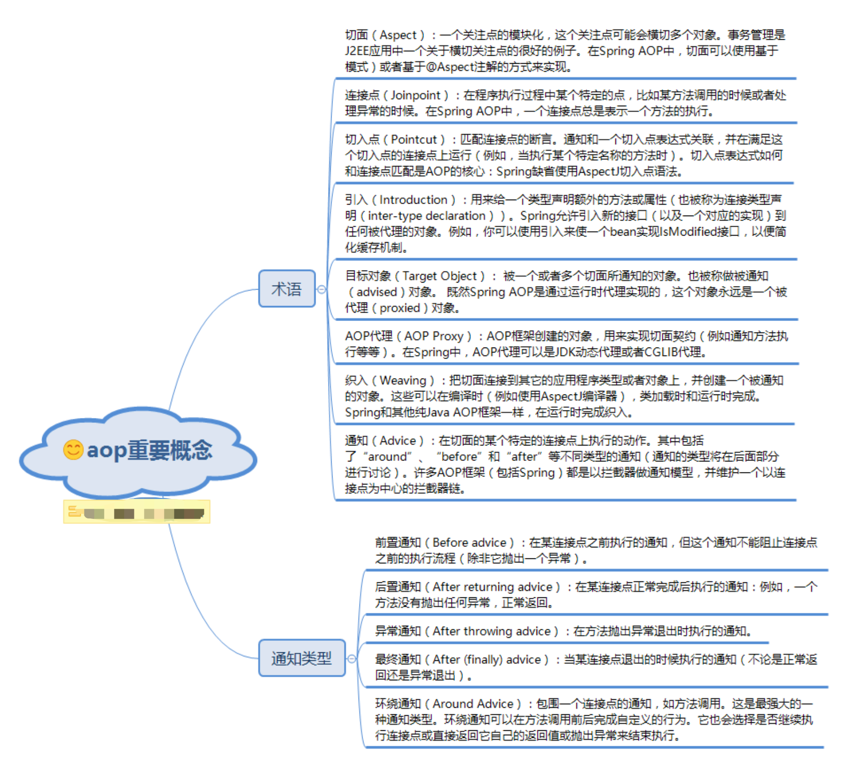 切面（Aspect）：一个关注点的模块化，这个关注点可能会横切多个对象。事务管理是
J2EE应用中一个关于横切关注点的很好的例子。在Spring AOP中，切面可以使用基于
模式）或者基于@Aspect注解的方式来实现。
连接点（Joinpoint）：在程序执行过程中某个特定的点，比如某方法调用的时候或者处
理异常的时候。在Spring AOP中，一个连接点总是表示一个方法的执行。
切入点（Pointcut）：匹配连接点的断言。通知和一个切入点表达式关联，并在满足这
个切入点的连接点上运行（例如，当执行某个特定名称的方法时）。切入点表达式如何
和连接点匹配是AOP的核心：Spring缺省使用AspectJ切入点语法。
引入（Introduction）：用来给一个类型声明额外的方法或属性（也被称为连接类型声
明（inter-type declaration））。Spring允许引入新的接口（以及一个对应的实现）到
任何被代理的对象。例如，你可以使用引入来使一个bean实现IsModified接口，以便简
化缓存机制。
目标对象（Target Object）： 被一个或者多个切面所通知的对象。也被称做被通知
（advised）对象。 既然Spring AOP是通过运行时代理实现的，这个对象永远是一个被
代理（proxied）对象。
AOP代理（AOP Proxy）：AOP框架创建的对象，用来实现切面契约（例如通知方法执
行等等）。在Spring中，AOP代理可以是JDK动态代理或者CGLIB代理。
织入（Weaving）：把切面连接到其它的应用程序类型或者对象上，并创建一个被通知
的对象。这些可以在编译时（例如使用AspectJ编译器），类加载时和运行时完成。
Spring和其他纯Java AOP框架一样，在运行时完成织入。
通知（Advice）：在切面的某个特定的连接点上执行的动作。其中包括
了“around”、“before”和“after”等不同类型的通知（通知的类型将在后面部分
进行讨论）。许多AOP框架（包括Spring）都是以拦截器做通知模型，并维护一个以连
接点为中心的拦截器链。
术语
aop重要概念
前置通知（Before advice）：在某连接点之前执行的通知，但这个通知不能阻止连接点
之前的执行流程（除非它抛出一个异常）。
后置通知（After returning advice）：在某连接点正常完成后执行的通知：例如，一个
方法没有抛出任何异常，正常返回。
异常通知（After throwing advice）：在方法抛出异常退出时执行的通知。
最终通知（After (finally) advice）：当某连接点退出的时候执行的通知（不论是正常返
回还是异常退出）。
环绕通知（Around Advice）：包围一个连接点的通知，如方法调用。这是最强大的一
种通知类型。环绕通知可以在方法调用前后完成自定义的行为。它也会选择是否继续执
行连接点或直接返回它自己的返回值或抛出异常来结束执行。
通知类型